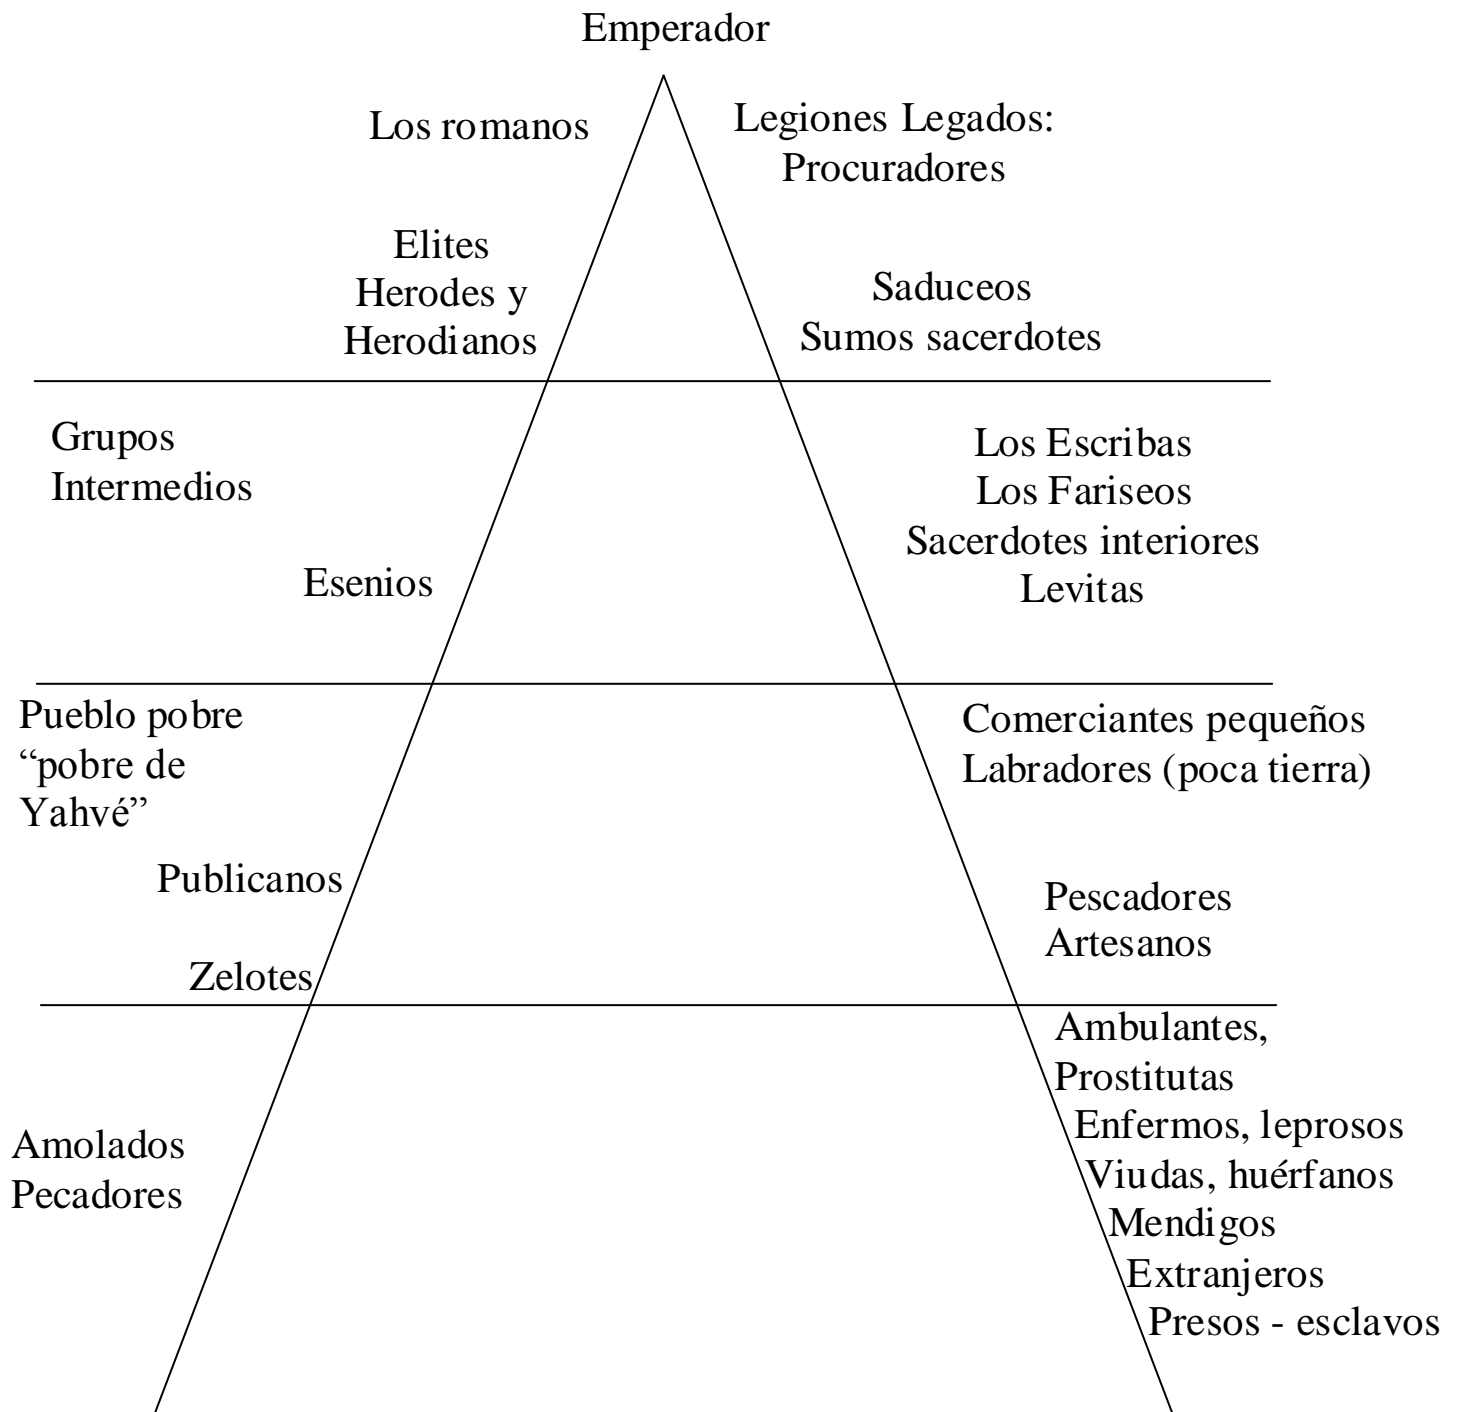 Emperador
Los romanos
Legiones Legados:
Procuradores
Elites
Herodes y
Herodianos
Saduceos
Sumos sacerdotes
Grupos
Intermedios
Esenios
Los Escribas
Los Fariseos
Sacerdotes interiores
Levitas
Pueblo pobre
“pobre de
Yahvé”
Publicanos
Zelotes
Comerciantes pequeños
Labradores (poca tierra)
Pescadores
Artesanos
Amolados
Pecadores
Ambulantes,
Prostitutas
Enfermos, leprosos
Viudas, huérfanos
Mendigos
Extranjeros
Presos - esclavos